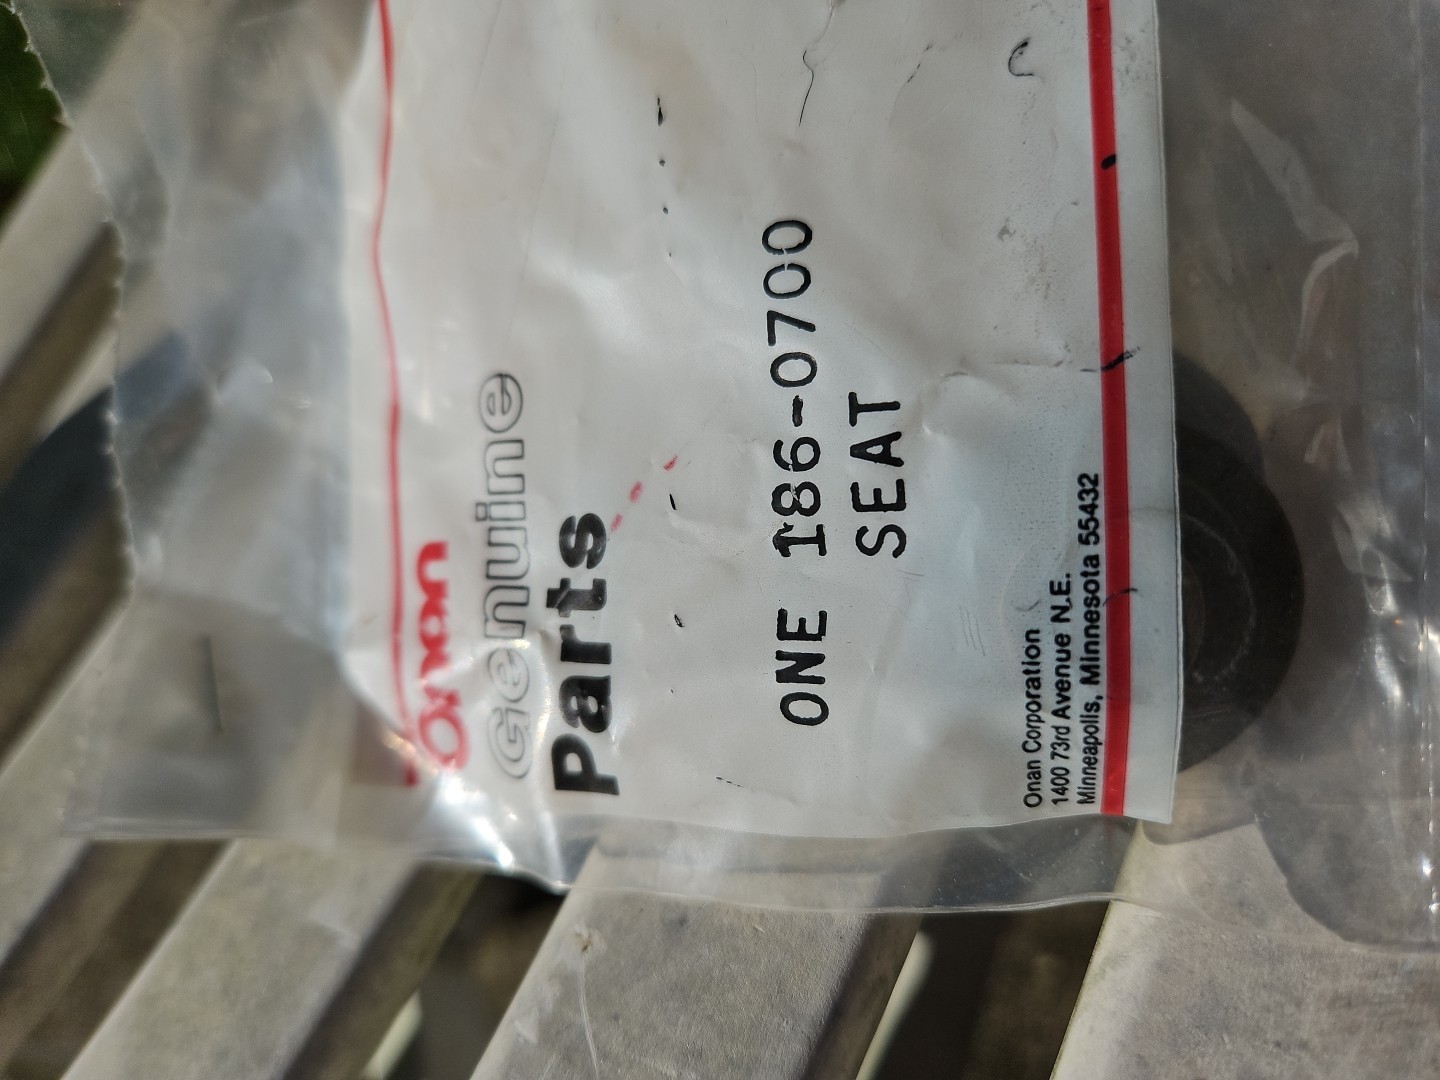 Onan
Genuine
Parts
ONE 186-0700
SEAT
Onan Corporation
1400 73rd Avenue N.E.
Minneapolis, Minnesota 55432